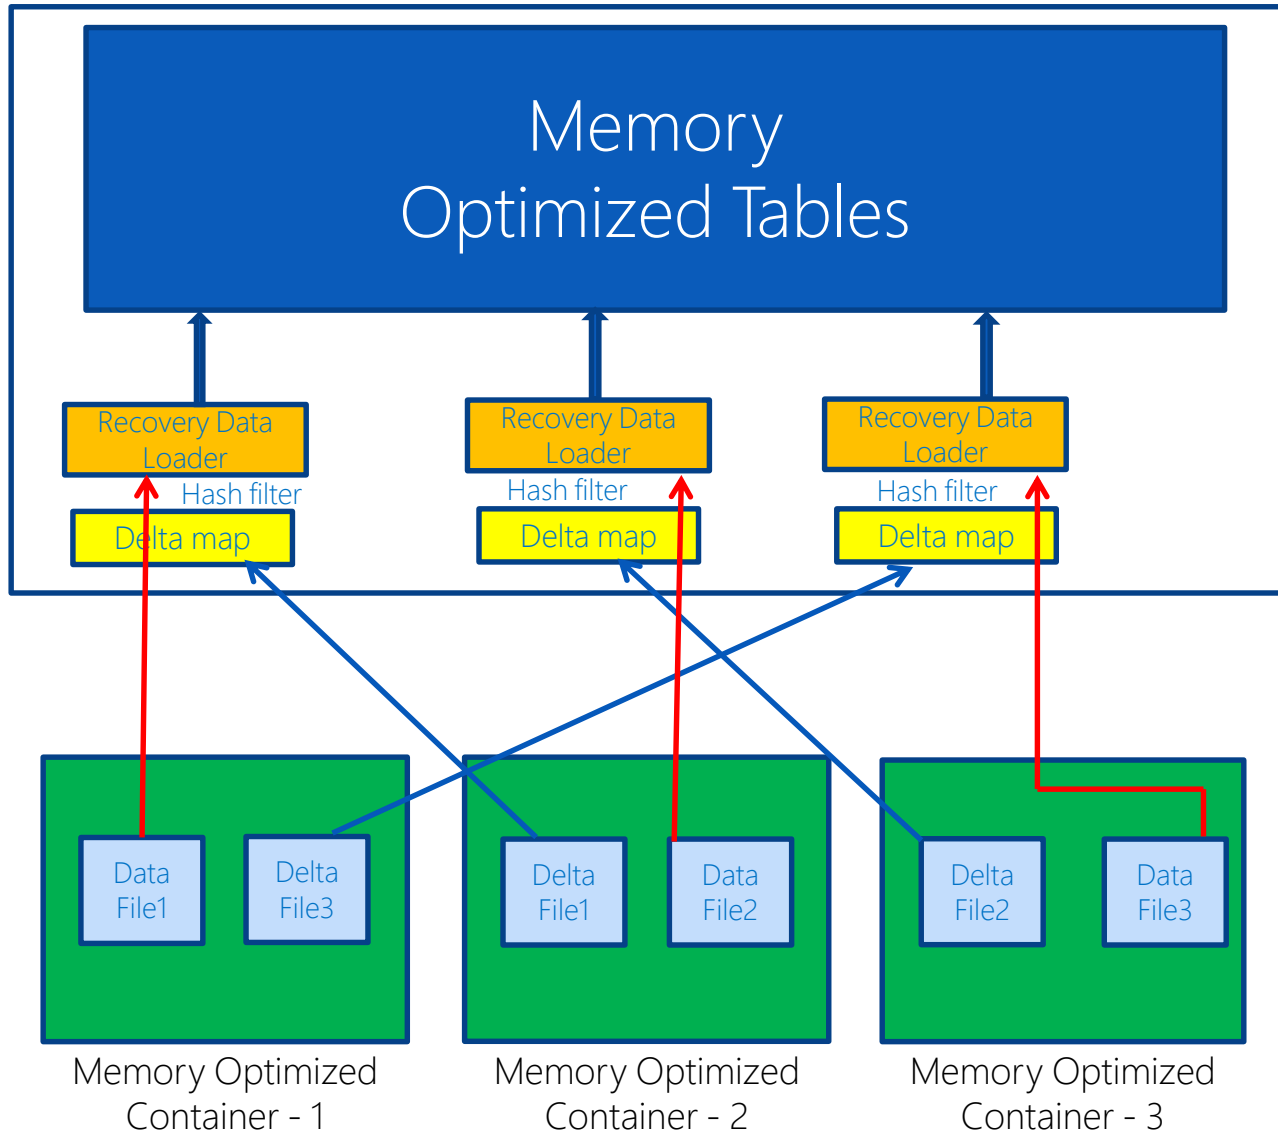 Memory
Optimized Tables
Recovery Data
Loader
Recovery Data
Loader
Recovery Data
Loader
Hash filter
Hash filter
Hash filter
Delta map
Delta map
Delta map
Data
File1
Delta
File3
Delta
File1
Data
File2
Delta
File2
Data
File3
Memory Optimized
Container - 1
Memory Optimized
Container - 2
Memory Optimized
Container - 3